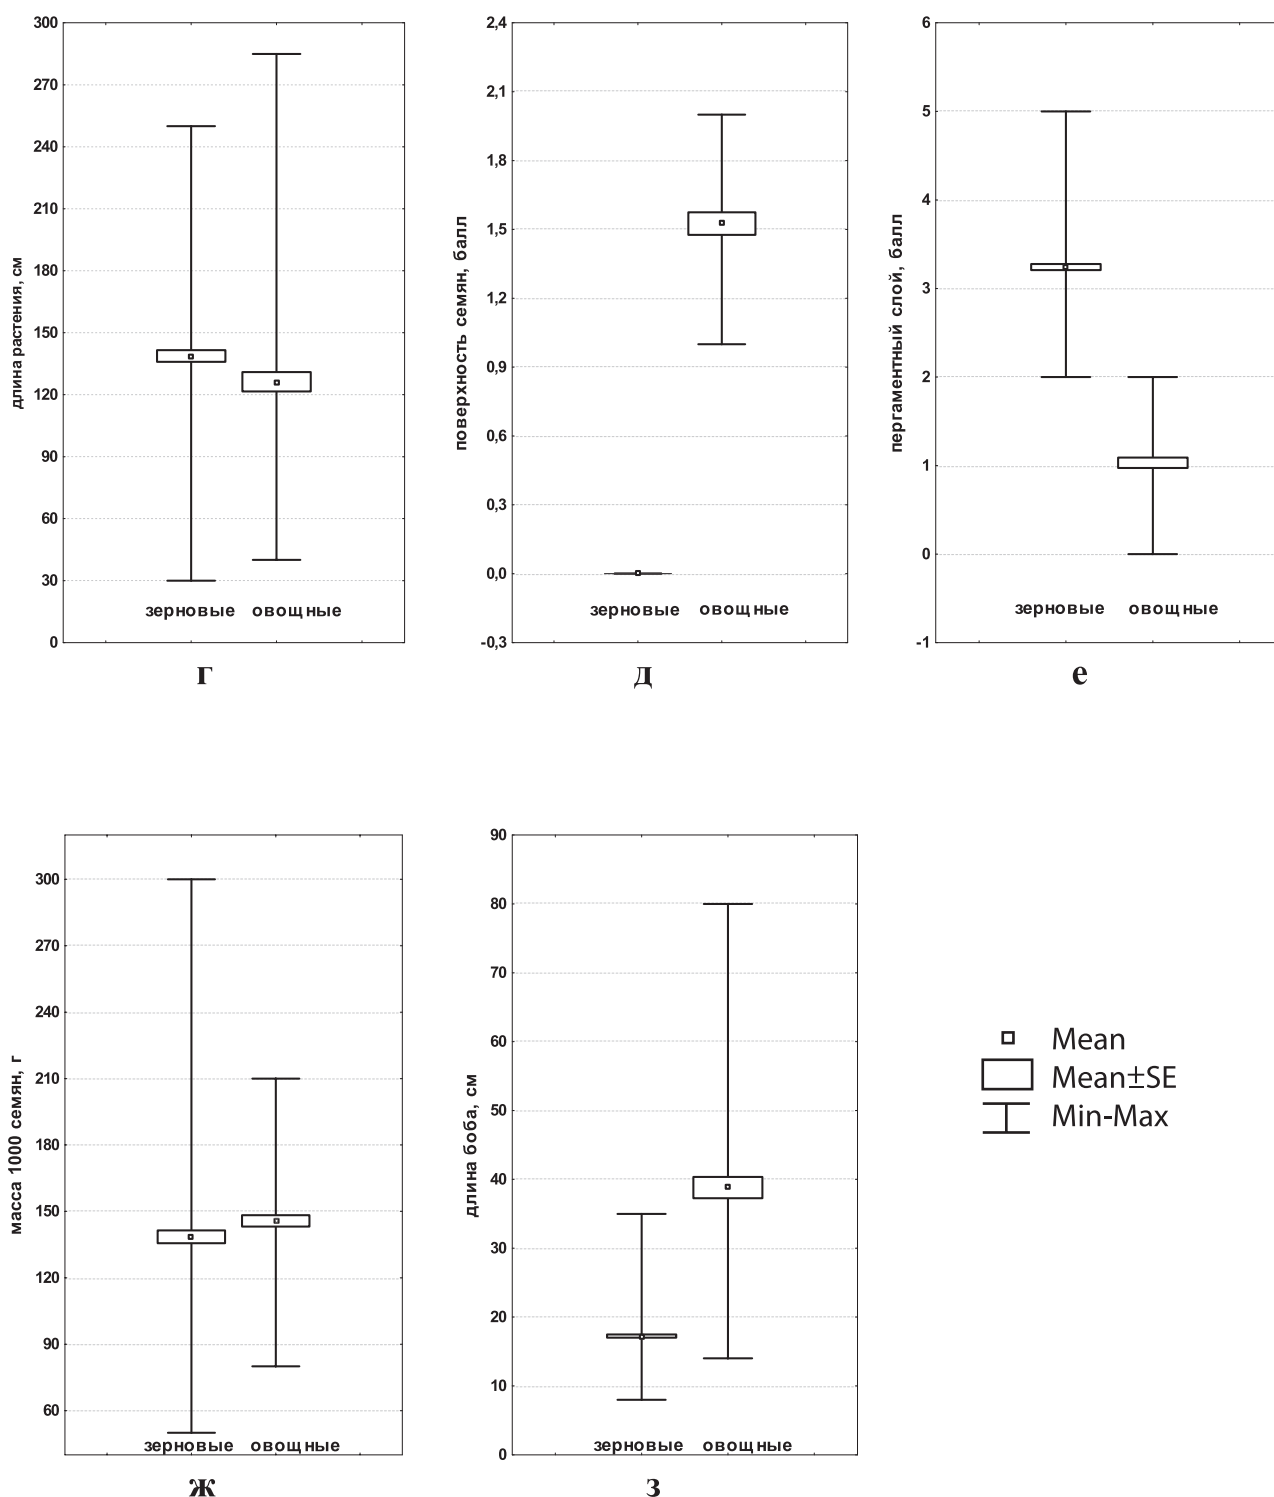 длина растения, см
300
270
240
210
180
150
120
90
60
30
0
зерновые овощные
г
поверхность семян, балл
2,4
2,1
1,8
1,5
1,2
0,9
0,6
0,3
0,0
-0,3
зерновые овощные
д
пергаментный слой, балл
6
5
4
3
2
1
0
-1
зерновые овощные
е
масса 1000 семян, г
300
270
240
210
180
150
120
90
60
зерновые овощные
ж
длина боба, см
90
80
70
60
50
40
30
20
10
0
зерновые овощные
з
Mean
Mean±SE
Min-Max